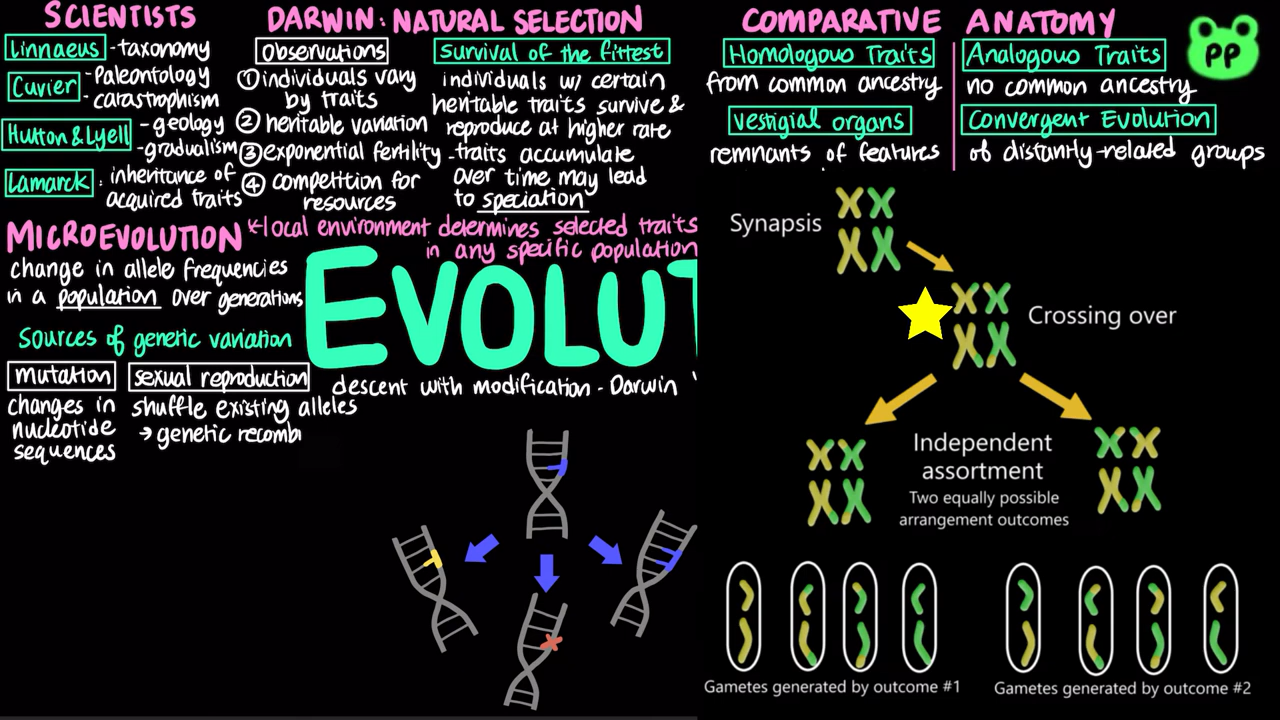 SCIENTISTS
Linnaeus - taxonomy
Cuvier - Paleontology
- catastrophism
Hutton & Lyell - geology
- gradualism
Lamarck : inheritance of
acquired traits
DARWIN: NATURAL SELECTION
Observations
① individuals vary
by traits
② heritable variation
③ exponential fertility
④ competition for
resources
Survival of the fittest
individuals w/ certain
heritable traits survive &
reproduce at higher rate
- traits accumulate
over time may lead
to speciation
local environment determines selected traits
in any specific population
COMPARATIVE ANATOMY
Homologous Traits
from common ancestry
vestigial organs
remnants of features
Analogous Traits
no common ancestry
Convergent Evolution
of distantly-related groups
PP
MICROEVOLUTION
change in allele frequencies
in a population over generations
Sources of genetic variation
mutation
changes in
nucleotide
sequences
sexual reproduction
shuffle existing alleles
→ genetic recombi
EVOLUT
descent with modification - Darwin
Synapsis
Crossing over
Independent
assortment
Two equally possible
arrangement outcomes
Gametes generated by outcome #1
Gametes generated by outcome #2